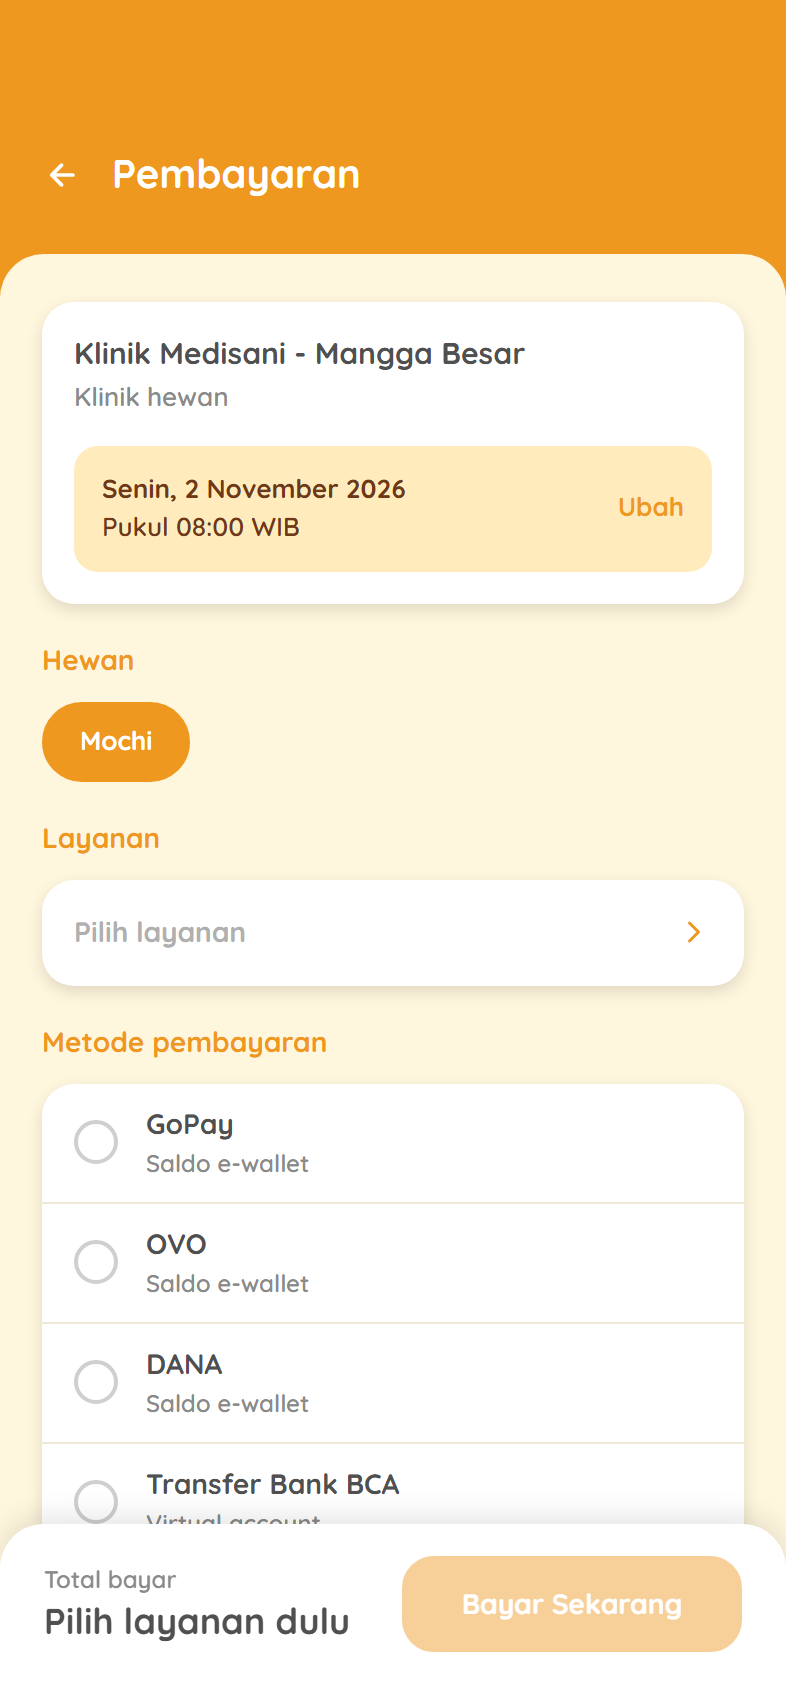 Pembayaran
Klinik Medisani - Mangga Besar
Klinik hewan
Senin, 2 November 2026
Pukul 08:00 WIB
Ubah
Hewan
Mochi
Layanan
Pilih layanan
Metode pembayaran
GoPay
Saldo e-wallet
OVO
Saldo e-wallet
DANA
Saldo e-wallet
Transfer Bank BCA
Virtual account
Total bayar
Pilih layanan dulu
Bayar Sekarang